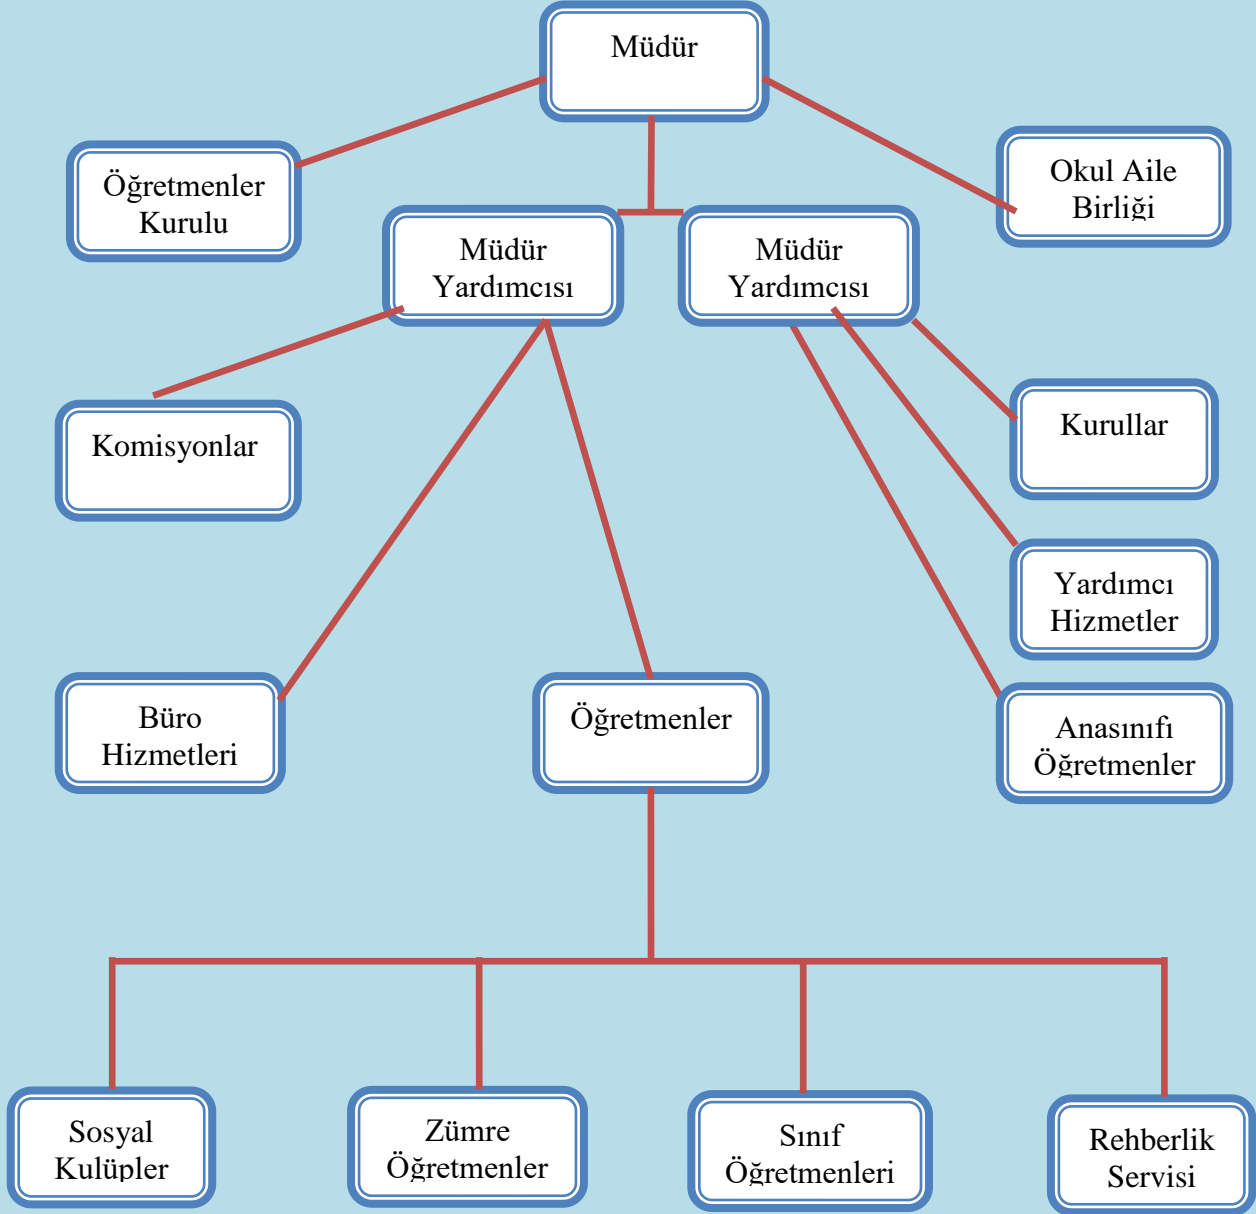 Müdür
Öğretmenler
Kurulu
Okul Aile
Birliği
Müdür
Yardımcısı
Müdür
Yardımcısı
Komisyonlar
Kurullar
Yardımcı
Hizmetler
Büro
Hizmetleri
Öğretmenler
Anasınıfı
Öğretmenler
Sosyal
Kulüpler
Zümre
Öğretmenler
Sınıf
Öğretmenleri
Rehberlik
Servisi